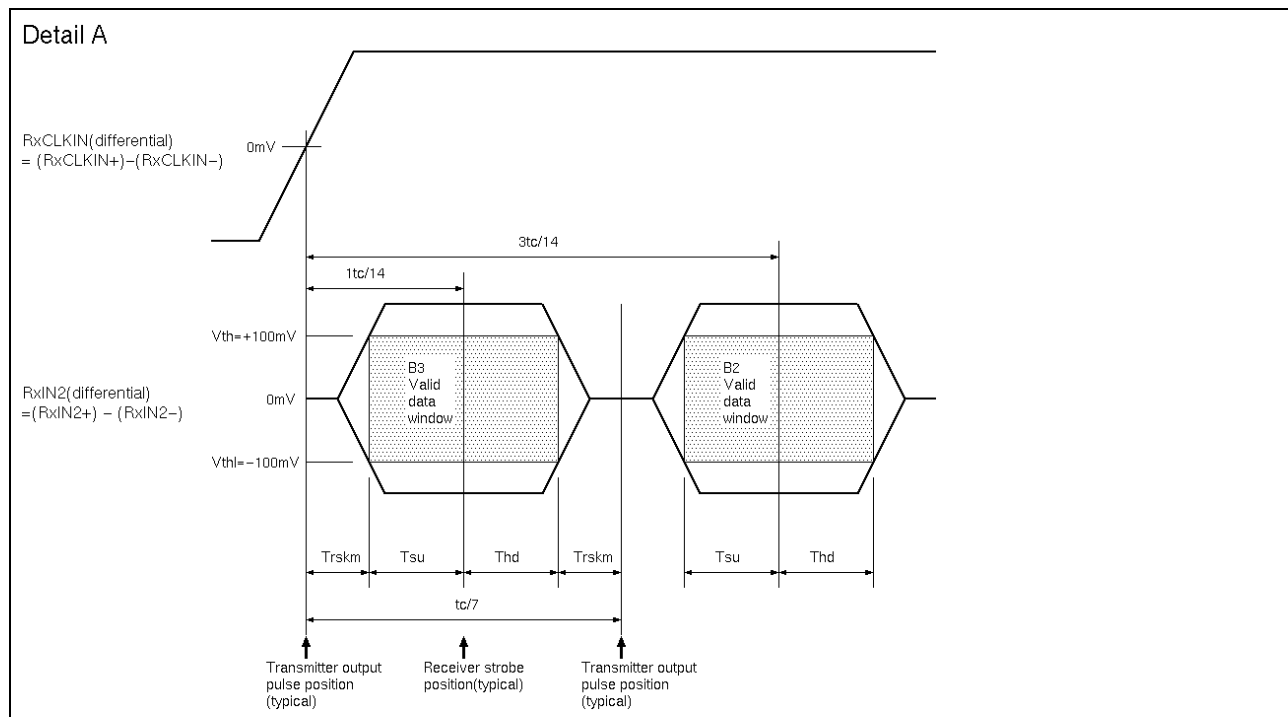 Detail A
RxCLKIN(differential)
= (RxCLKIN+)−(RxCLKIN−)
0mV
3tc/14
1tc/14
Vth=+100mV
B3
Valid
data
window
B2
Valid
data
window
RxIN2(differential)
=(RxIN2+) − (RxIN2−)
0mV
Vthl=−100mV
Trskm
Tsu
Thd
Trskm
Tsu
Thd
tc/7
Transmitter output
pulse position
(typical)
Receiver strobe
position(typical)
Transmitter output
pulse position
(typical)